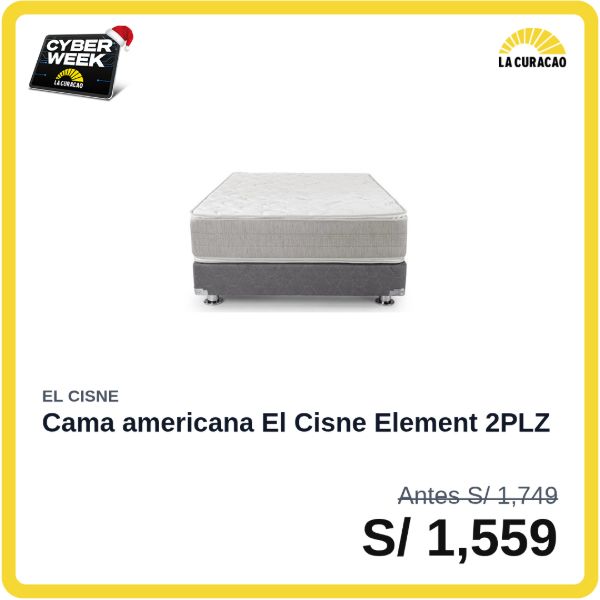 CYBER
WEEK
LA CURACAO
LA CURACAO
EL CISNE
Cama americana El Cisne Element 2PLZ
Antes S/ 1,749
S/ 1,559